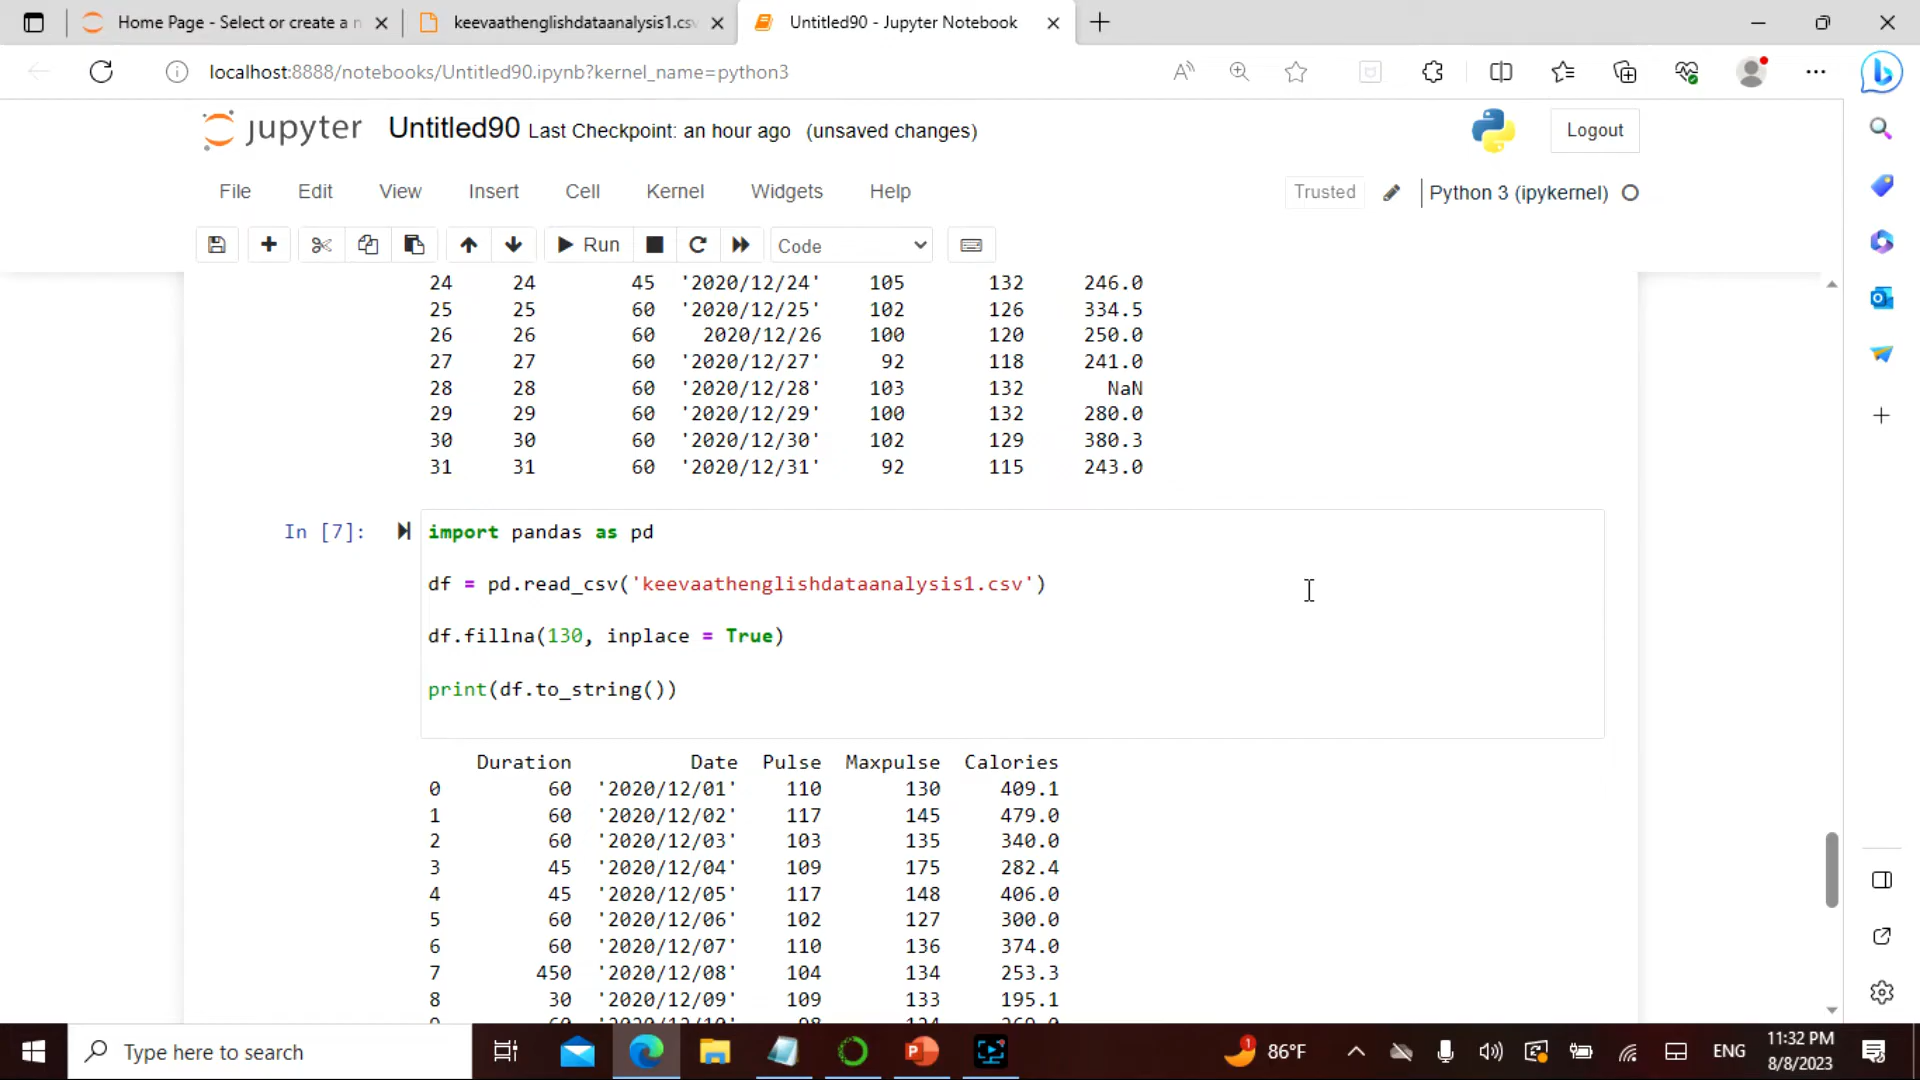 Home Page - Select or create a n
keevaathenglishdataanalysis1.csv
Untitled90 - Jupyter Notebook
localhost:8888/notebooks/Untitled90.ipynb?kernel_name=python3
jupyter Untitled90 Last Checkpoint: an hour ago (unsaved changes)
Logout
File Edit View Insert Cell Kernel Widgets Help
Trusted Python 3 (ipykernel)
Run Code
24 24 45 '2020/12/24' 105 132 246.0
25 25 60 '2020/12/25' 102 126 334.5
26 26 60 2020/12/26 100 120 250.0
27 27 60 '2020/12/27' 92 118 241.0
28 28 60 '2020/12/28' 103 132 NaN
29 29 60 '2020/12/29' 100 132 280.0
30 30 60 '2020/12/30' 102 129 380.3
31 31 60 '2020/12/31' 92 115 243.0
In [7]: import pandas as pd
df = pd.read_csv('keevaathenglishdataanalysis1.csv')
df.fillna(130, inplace = True)
print(df.to_string())
Duration Date Pulse Maxpulse Calories
0 60 '2020/12/01' 110 130 409.1
1 60 '2020/12/02' 117 145 479.0
2 60 '2020/12/03' 103 135 340.0
3 45 '2020/12/04' 109 175 282.4
4 45 '2020/12/05' 117 148 406.0
5 60 '2020/12/06' 102 127 300.0
6 60 '2020/12/07' 110 136 374.0
7 450 '2020/12/08' 104 134 253.3
8 30 '2020/12/09' 109 133 195.1
Type here to search
1
86°F
ENG
11:32 PM
8/8/2023